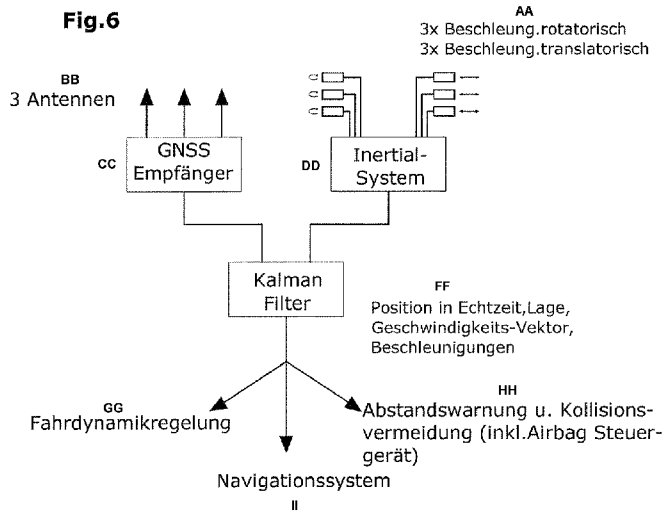 Fig.6
AA
3x Beschleung.rotatorisch
3x Beschleung.translatorisch
BB
3 Antennen
CC
GNSS
Empfänger
DD
Inertial-
System
Kalman
Filter
FF
Position in Echtzeit,Lage,
Geschwindigkeits-Vektor,
Beschleunigungen
GG
Fahrdynamikregelung
HH
Abstandswarnung u. Kollisions-
vermeidung (inkl.Airbag Steuer-
gerät)
Navigationssystem
II